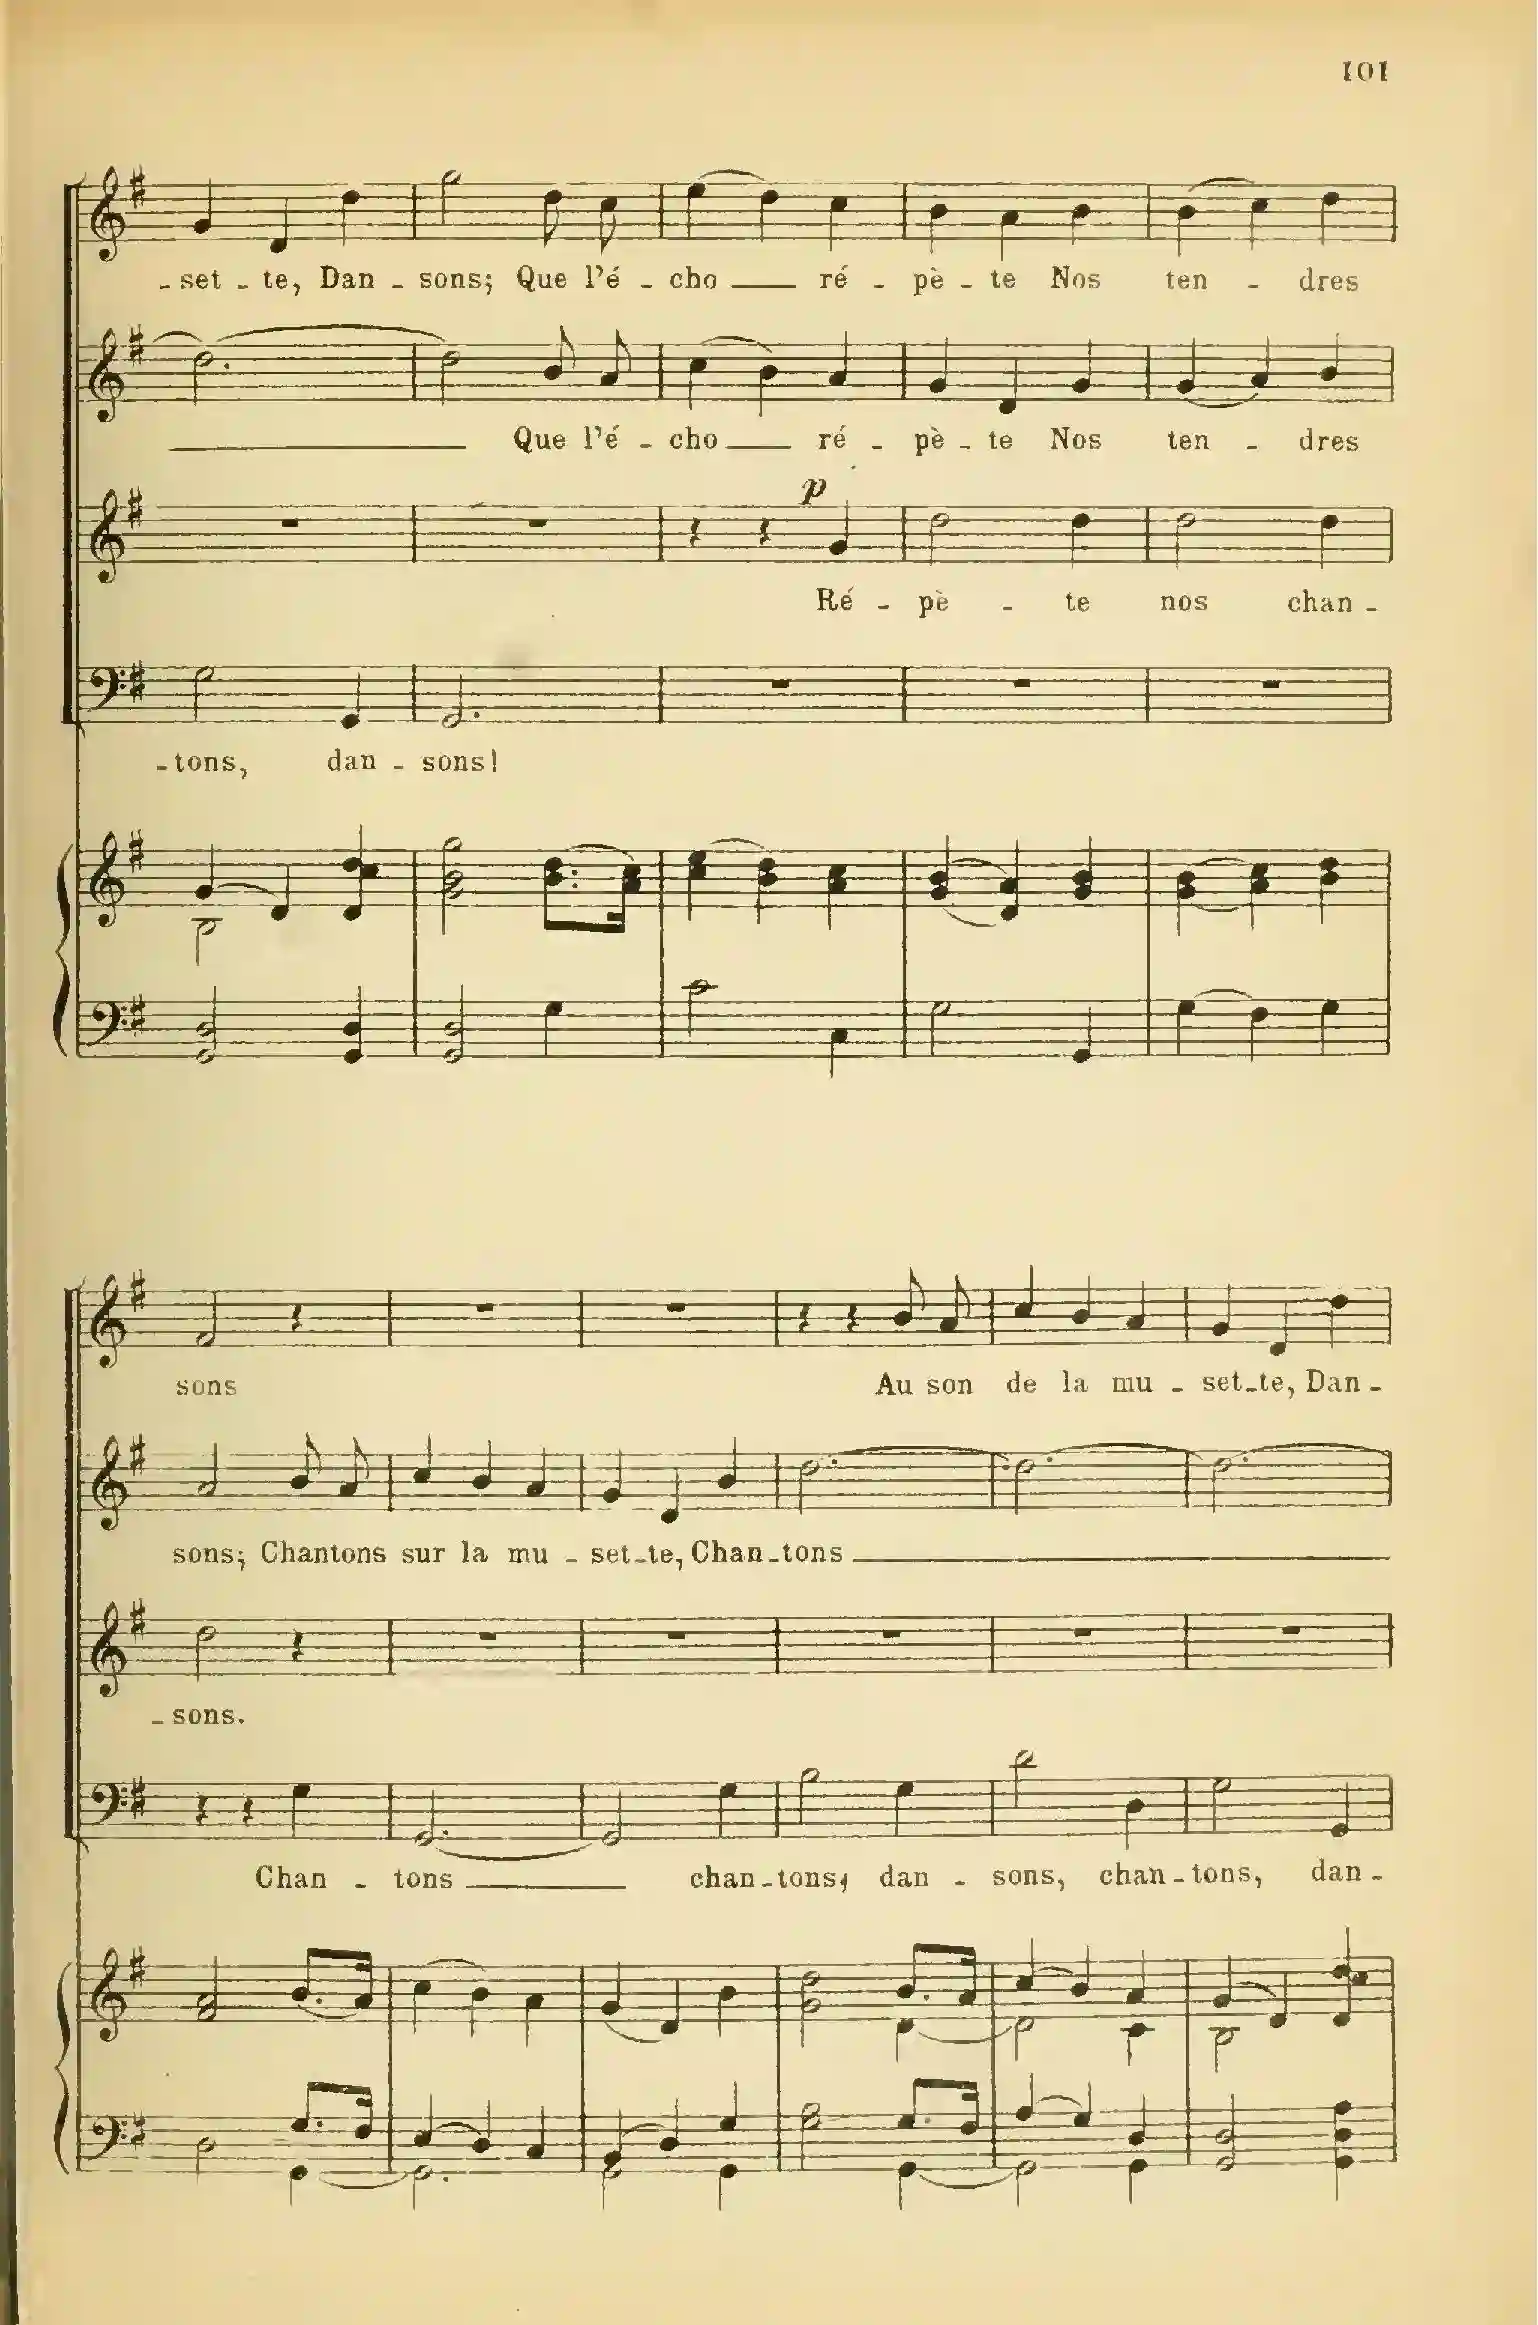 101
- set - te, Dan - sons; Que l'é - cho ___ ré - pè - te Nos ten - dres
___ Que l'é - cho ___ ré - pè - te Nos ten - dres
p
Ré - pè - te nos chan -
- tons, dan - sons!
sons Au son de la mu - set - te, Dan -
sons; Chantons sur la mu - set - te, Chan - tons ___
- sons.
Chan - tons ___ chan - tons, dan - sons, chan - tons, dan -